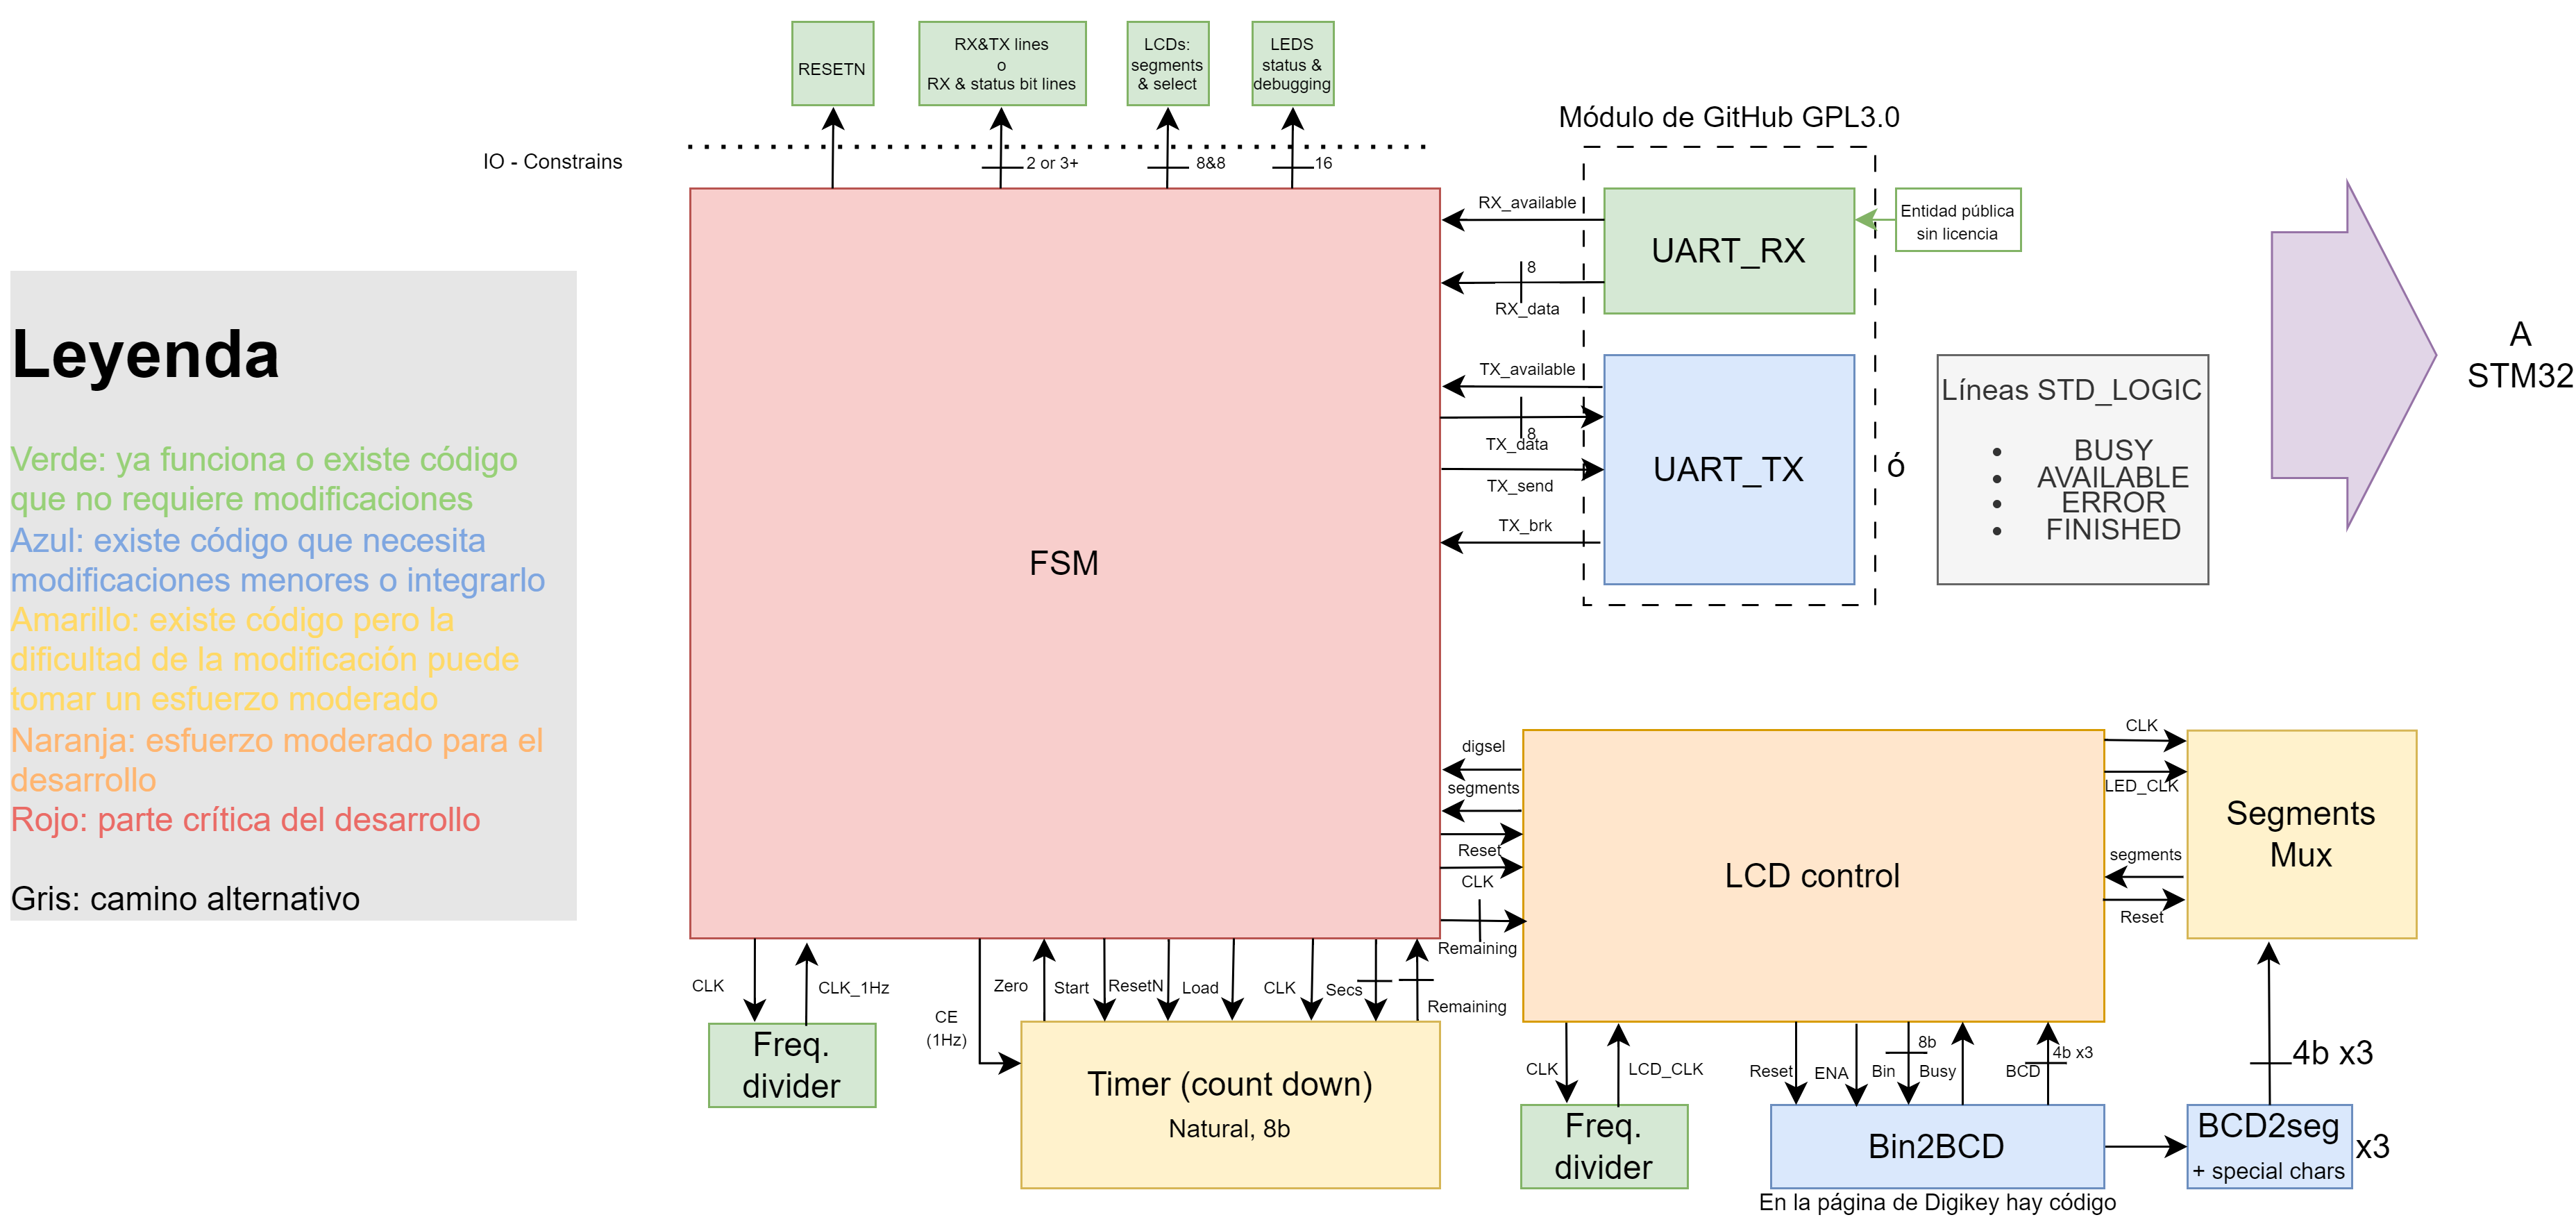 RESETN
RX&TX lines
o
RX & status bit lines
LCDs:
segments
& select
LEDS
status &
debugging
IO - Constrains
2 or 3+
8&8
16
Módulo de GitHub GPL3.0
Leyenda
Verde: ya funciona o existe código
que no requiere modificaciones
Azul: existe código que necesita
modificaciones menores o integrarlo
Amarillo: existe código pero la
dificultad de la modificación puede
tomar un esfuerzo moderado
Naranja: esfuerzo moderado para el
desarrollo
Rojo: parte crítica del desarrollo
Gris: camino alternativo
FSM
RX_available
8
RX_data
UART_RX
Entidad pública
sin licencia
TX_available
8
TX_data
TX_send
TX_brk
UART_TX
ó
Líneas STD_LOGIC
• BUSY
• AVAILABLE
• ERROR
• FINISHED
A
STM32
digsel
segments
Reset
CLK
Remaining
LCD control
CLK
LED_CLK
segments
Reset
Segments
Mux
CLK
CLK_1Hz
Freq.
divider
CE
(1Hz)
Zero
Start
ResetN
Load
CLK
Secs
Remaining
Timer (count down)
Natural, 8b
CLK
LCD_CLK
Freq.
divider
Reset
ENA
Bin
8b
Busy
BCD
4b x3
Bin2BCD
En la página de Digikey hay código
4b x3
BCD2seg
+ special chars
x3